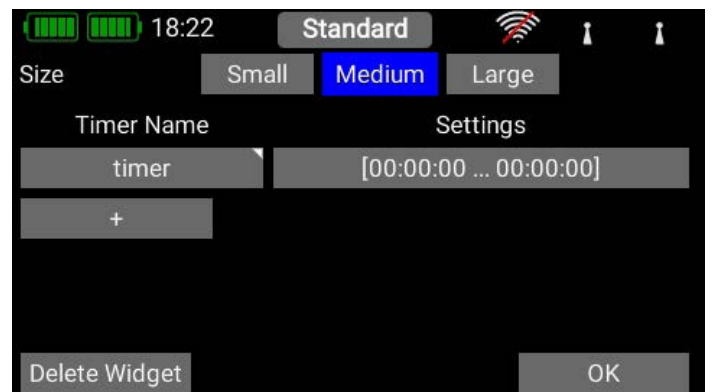 18:22 Standard
Size Small Medium Large
Timer Name Settings
timer [00:00:00 ... 00:00:00]
+
Delete Widget OK